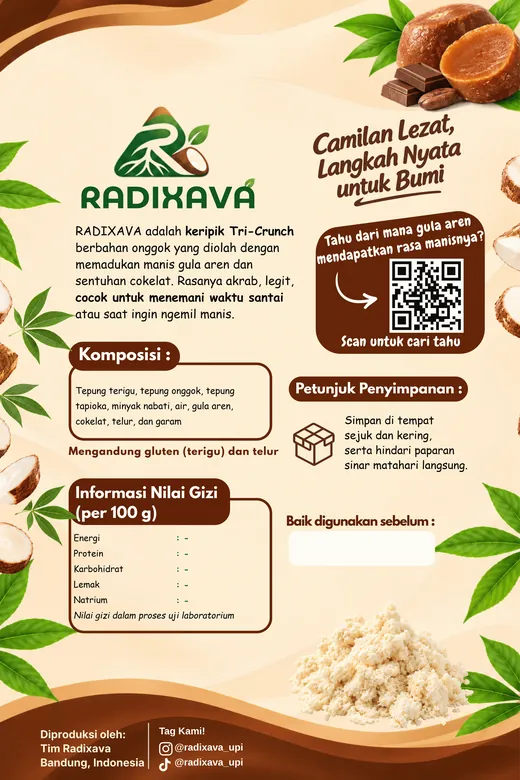 Camilan Lezat,
Langkah Nyata
untuk Bumi
RADIXAVA
RADIXAVA adalah keripik Tri-Crunch
berbahan onggok yang diolah dengan
memadukan manis gula aren dan
sentuhan cokelat. Rasanya akrab, legit,
cocok untuk menemani waktu santai
atau saat ingin ngemil manis.
Tahu dari mana gula aren
mendapatkan rasa manisnya?
Scan untuk cari tahu
Komposisi :
Tepung terigu, tepung onggok, tepung
tapioka, minyak nabati, air, gula aren,
cokelat, telur, dan garam
Mengandung gluten (terigu) dan telur
Petunjuk Penyimpanan :
Simpan di tempat
sejuk dan kering,
serta hindari paparan
sinar matahari langsung.
Informasi Nilai Gizi
(per 100 g)
Energi : -
Protein : -
Karbohidrat : -
Lemak : -
Natrium : -
Nilai gizi dalam proses uji laboratorium
Baik digunakan sebelum :
Diproduksi oleh:
Tim Radixava
Bandung, Indonesia
Tag Kami!
@radixava_upi
@radixava_upi